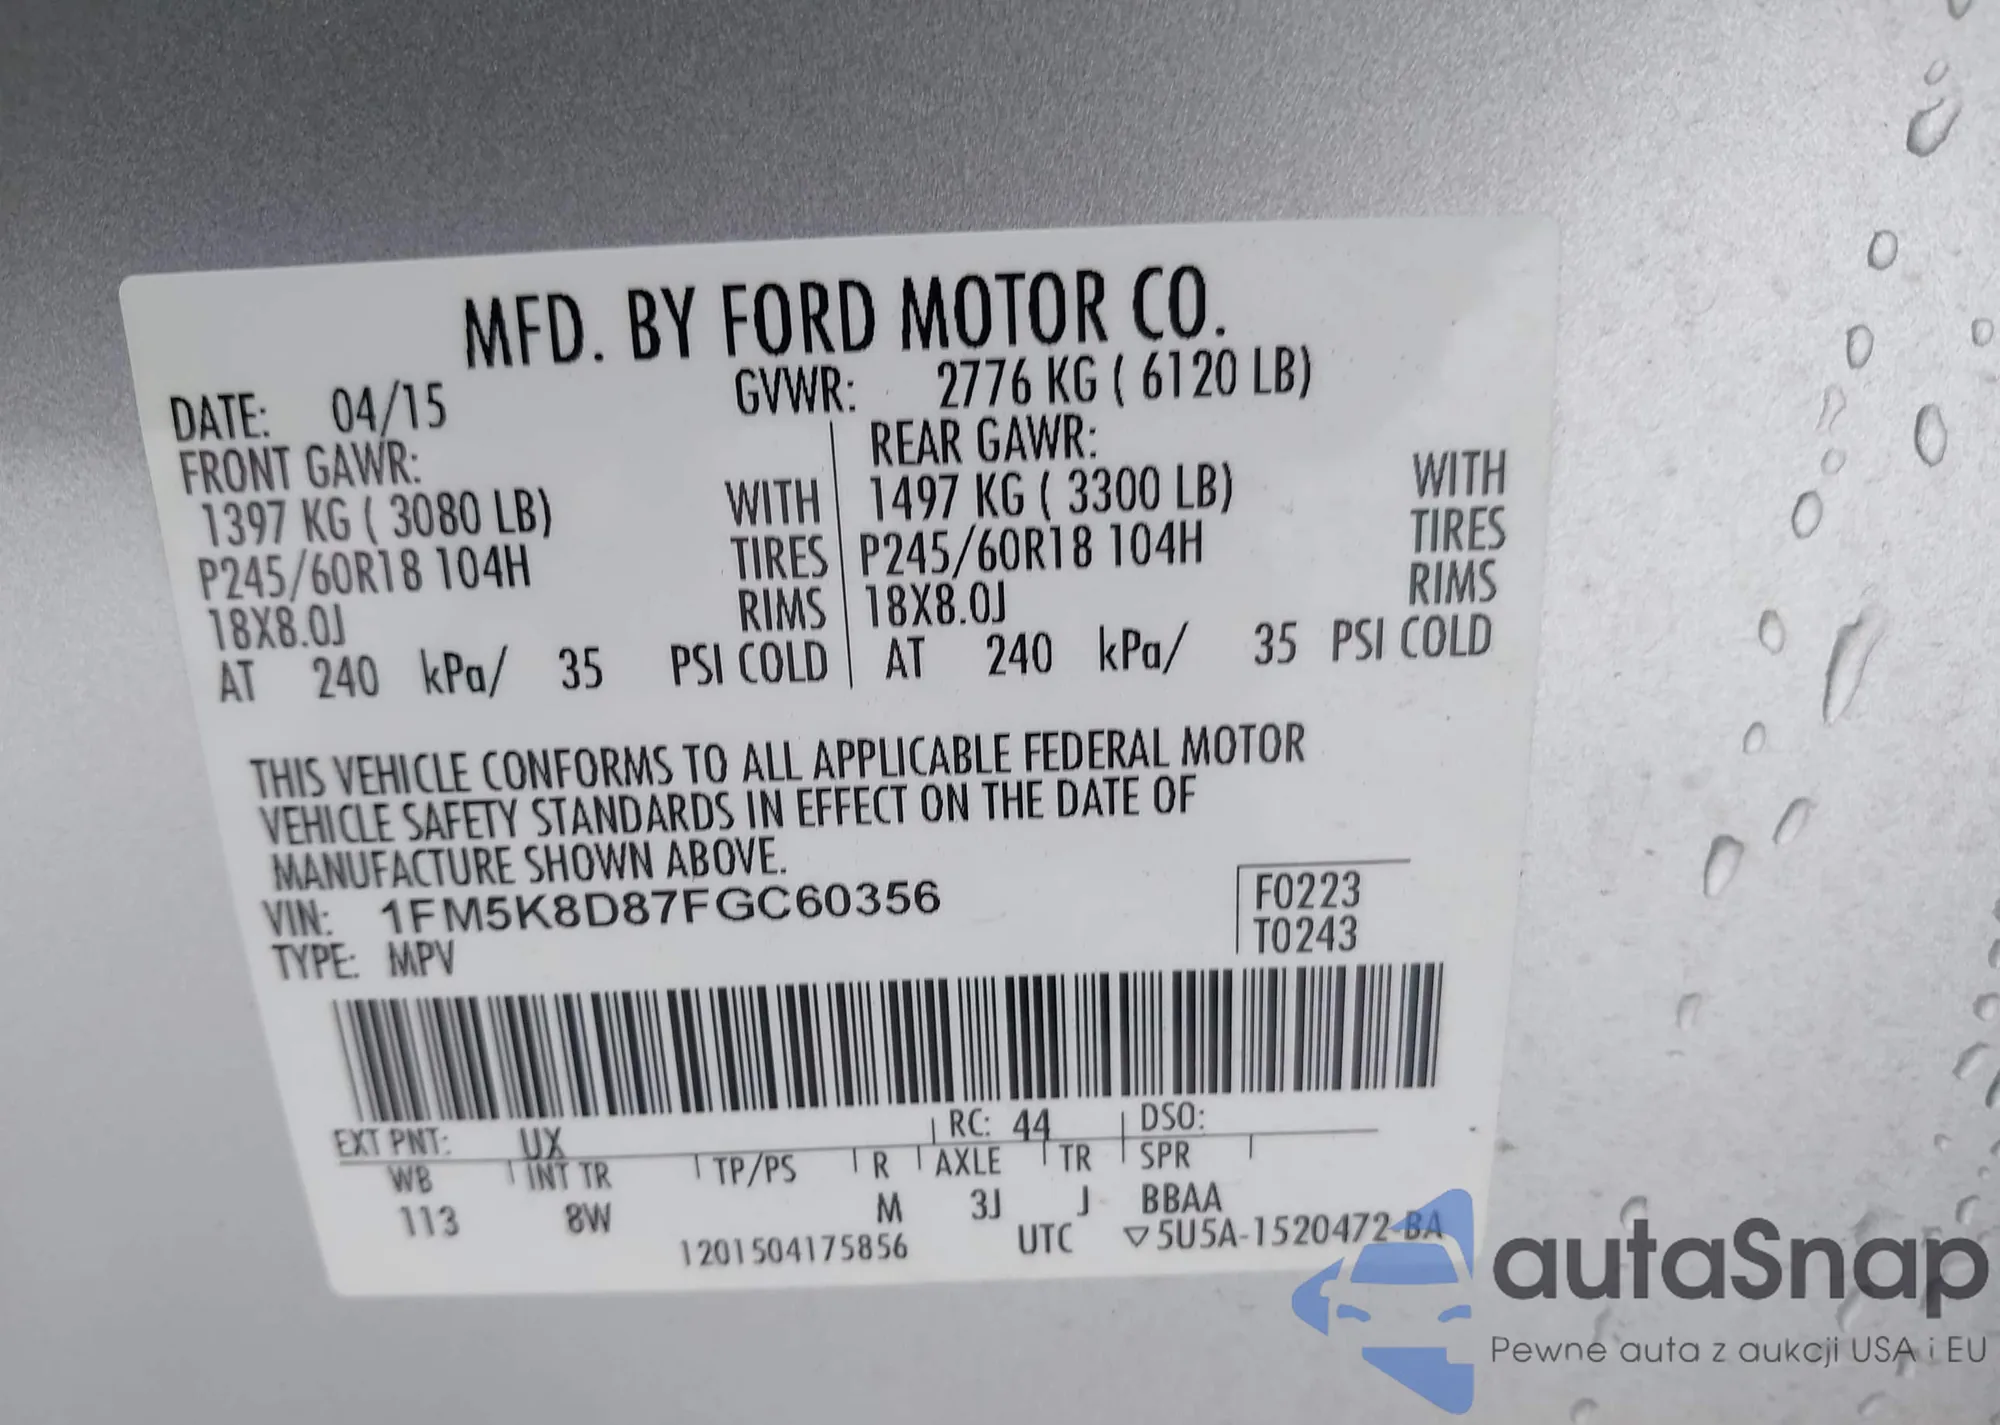 MFD. BY FORD MOTOR CO.
DATE: 04/15 GVWR: 2776 KG ( 6120 LB)
FRONT GAWR: REAR GAWR:
1397 KG ( 3080 LB) WITH 1497 KG ( 3300 LB) WITH
P245/60R18 104H TIRES P245/60R18 104H TIRES
18X8.0J RIMS 18X8.0J RIMS
AT 240 kPa/ 35 PSI COLD AT 240 kPa/ 35 PSI COLD
THIS VEHICLE CONFORMS TO ALL APPLICABLE FEDERAL MOTOR
VEHICLE SAFETY STANDARDS IN EFFECT ON THE DATE OF
MANUFACTURE SHOWN ABOVE.
VIN: 1FM5K8D87FGC60356 F0223
TYPE: MPV T0243
EXT PNT: UX RC: 44 DSO:
WB INT TR TP/PS R AXLE TR SPR
113 8W M 3J J BBAA
1201504175856 UTC ▽5U5A-1520472-BA
autaSnap
Pewne auta z aukcji USA i EU